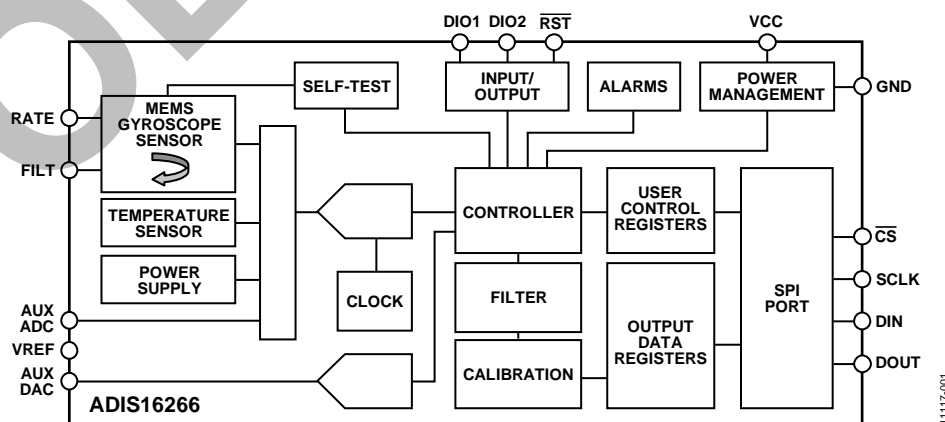 DIO1 DIO2 RST VCC
SELF-TEST
INPUT/
OUTPUT
ALARMS
POWER
MANAGEMENT
GND
RATE
FILT
MEMS
GYROSCOPE
SENSOR
TEMPERATURE
SENSOR
POWER
SUPPLY
CLOCK
CONTROLLER
FILTER
CALIBRATION
USER
CONTROL
REGISTERS
OUTPUT
DATA
REGISTERS
SPI
PORT
CS
SCLK
DIN
DOUT
AUX
ADC
VREF
AUX
DAC
ADIS16266